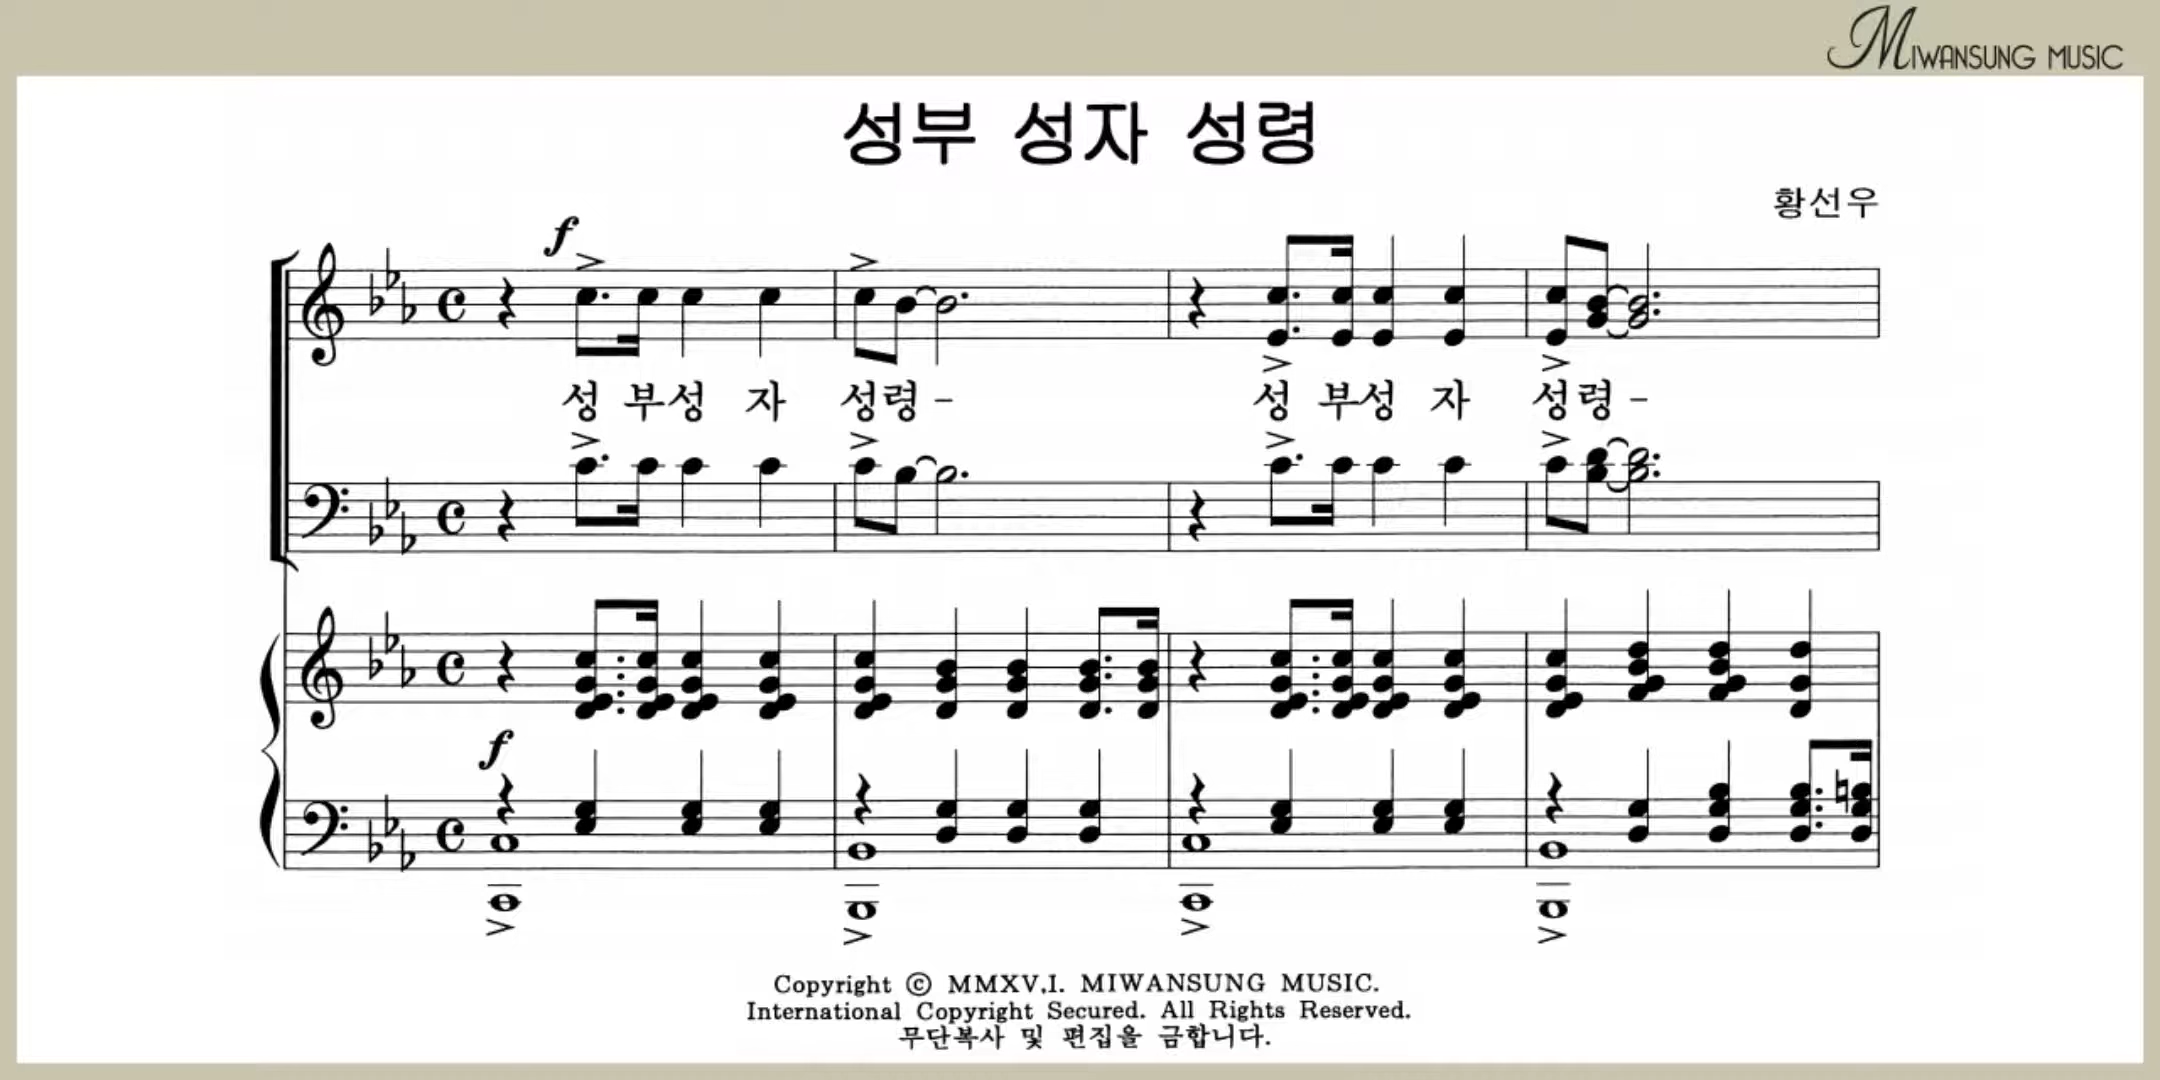 MIWANSUNG MUSIC
성부 성자 성령
황선우
f
성 부성 자 성령- 성 부성 자 성령-
f
Copyright ⓒ MMXV,I. MIWANSUNG MUSIC.
International Copyright Secured. All Rights Reserved.
무단복사 및 편집을 금합니다.